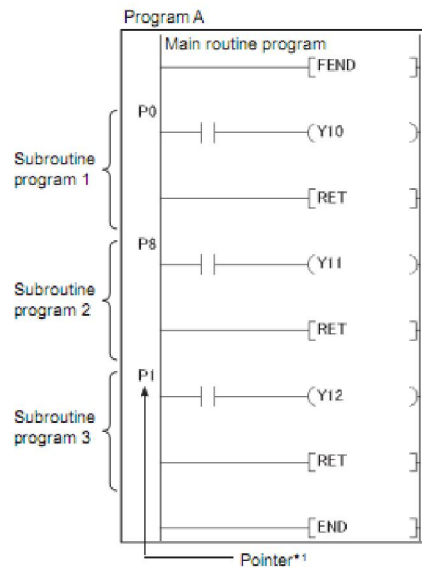 Program A
Main routine program
[FEND ]
P0
(Y10 )
Subroutine
program 1
[RET ]
P8
(Y11 )
Subroutine
program 2
[RET ]
P1
(Y12 )
Subroutine
program 3
[RET ]
[END ]
Pointer*1